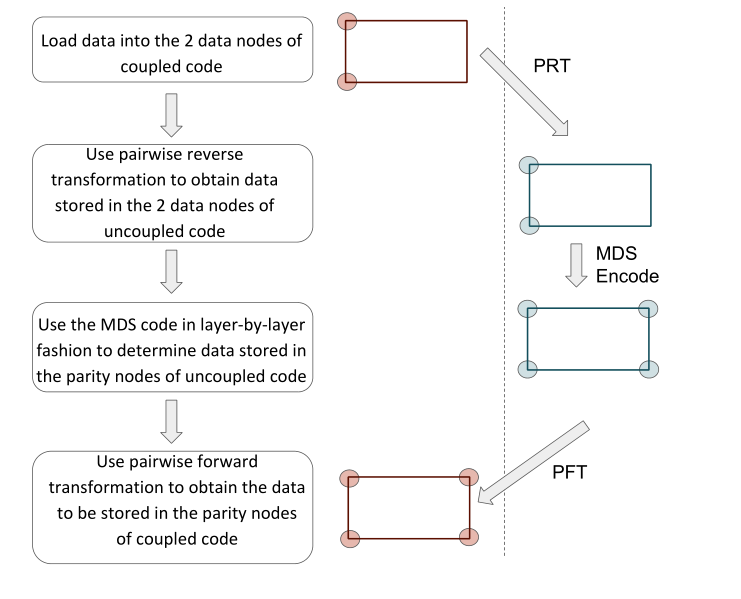 Load data into the 2 data nodes of
coupled code
PRT
Use pairwise reverse
transformation to obtain data
stored in the 2 data nodes of
uncoupled code
MDS
Encode
Use the MDS code in layer-by-layer
fashion to determine data stored in
the parity nodes of uncoupled code
Use pairwise forward
transformation to obtain the data
to be stored in the parity nodes
of coupled code
PFT